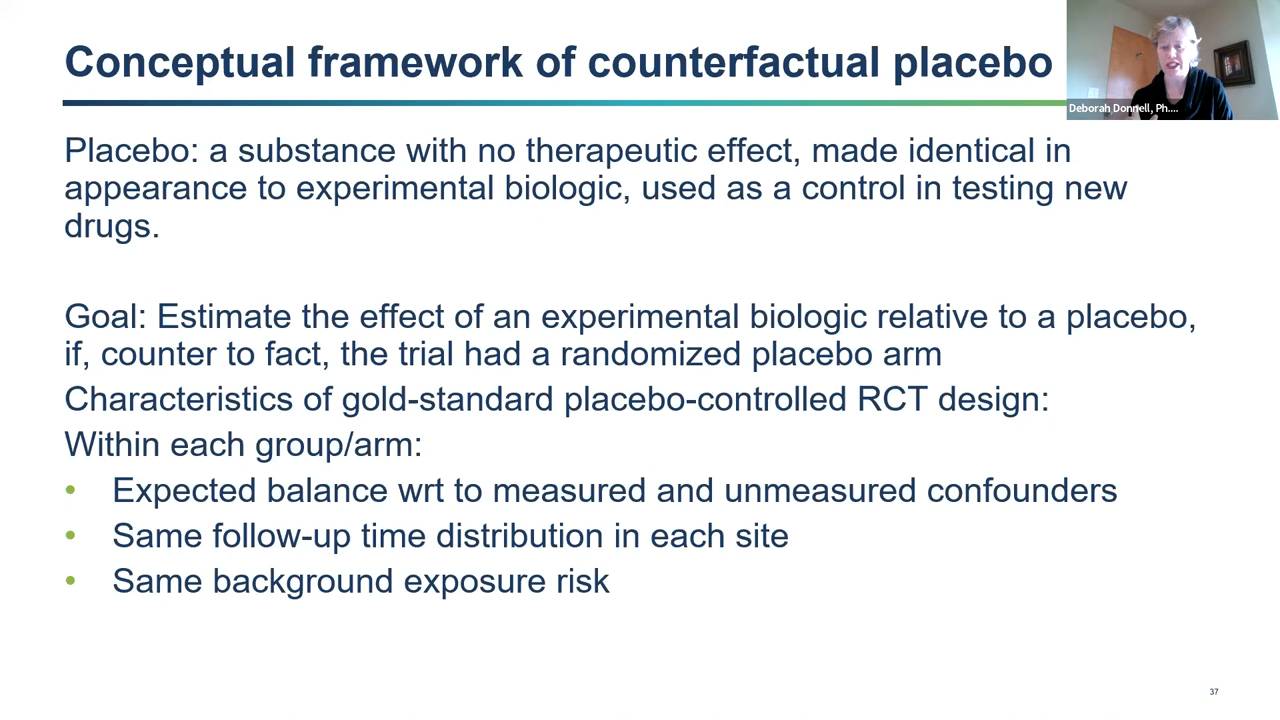 Conceptual framework of counterfactual placebo
Deborah Donnell, Ph....
Placebo: a substance with no therapeutic effect, made identical in
appearance to experimental biologic, used as a control in testing new
drugs.
Goal: Estimate the effect of an experimental biologic relative to a placebo,
if, counter to fact, the trial had a randomized placebo arm
Characteristics of gold-standard placebo-controlled RCT design:
Within each group/arm:
• Expected balance wrt to measured and unmeasured confounders
• Same follow-up time distribution in each site
• Same background exposure risk
37